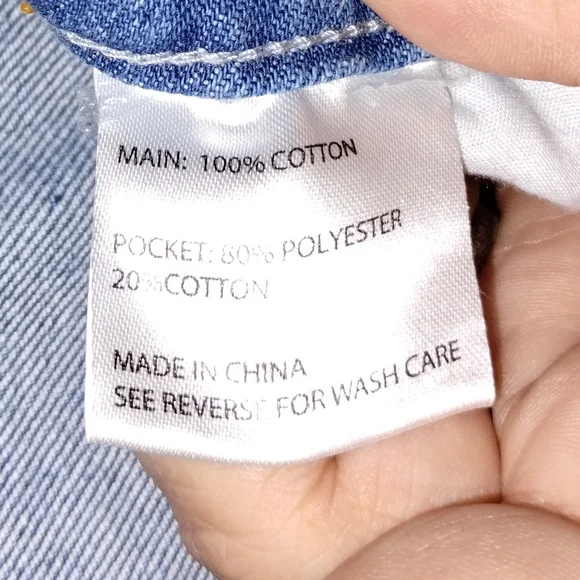 MAIN: 100% COTTON
POCKET: 80% POLYESTER
20%COTTON
MADE IN CHINA
SEE REVERSE FOR WASH CARE